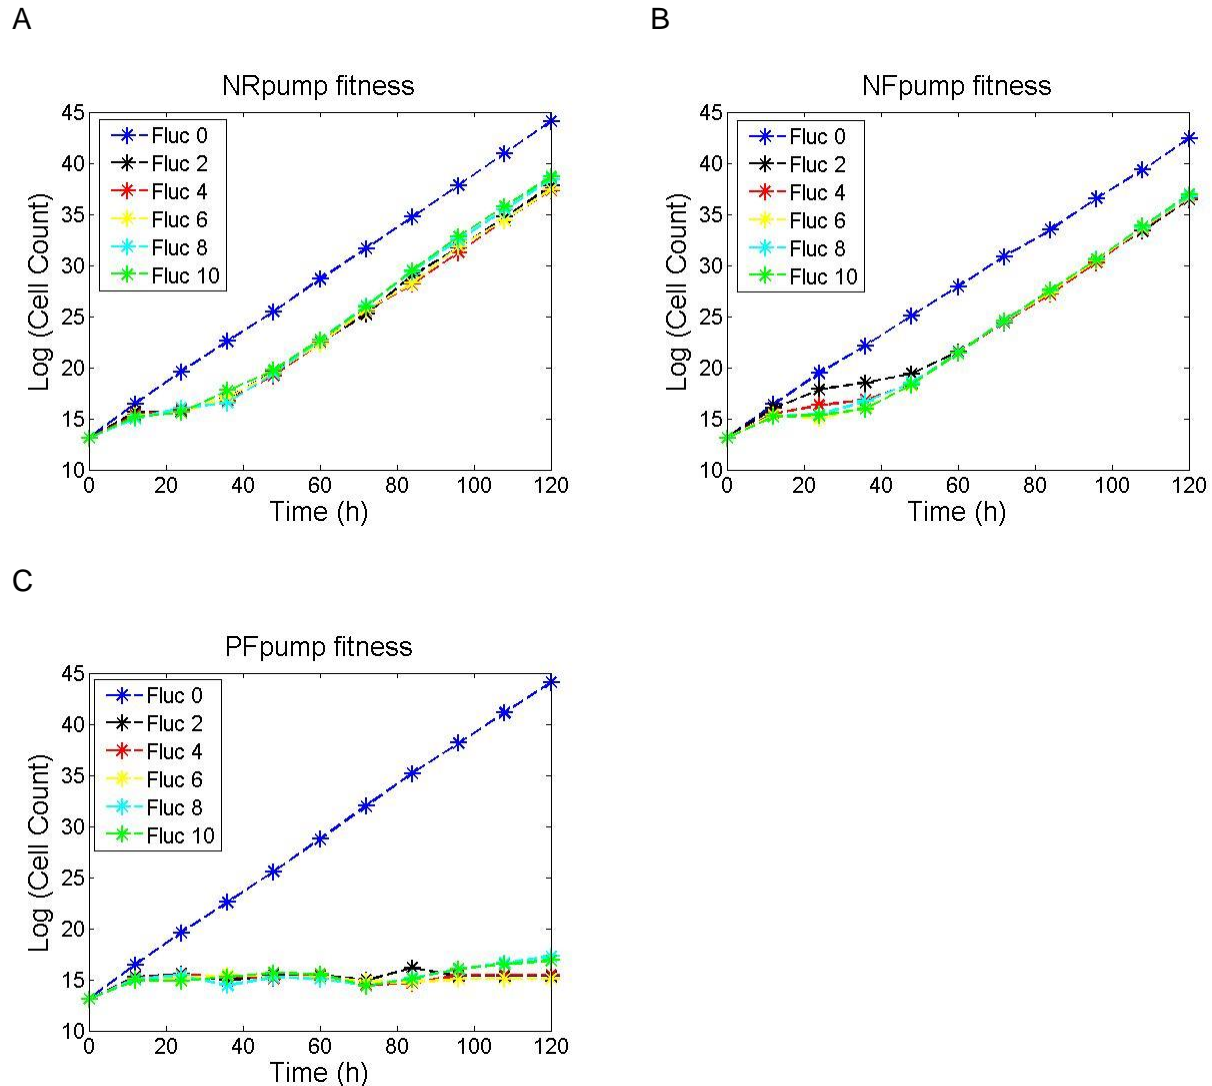 A
NRpump fitness
Log (Cell Count)
45
40
35
30
25
20
15
10
Fluc 0
Fluc 2
Fluc 4
Fluc 6
Fluc 8
Fluc 10
0 20 40 60 80 100 120
Time (h)
B
NFpump fitness
Log (Cell Count)
45
40
35
30
25
20
15
10
Fluc 0
Fluc 2
Fluc 4
Fluc 6
Fluc 8
Fluc 10
0 20 40 60 80 100 120
Time (h)
C
PFpump fitness
Log (Cell Count)
45
40
35
30
25
20
15
10
Fluc 0
Fluc 2
Fluc 4
Fluc 6
Fluc 8
Fluc 10
0 20 40 60 80 100 120
Time (h)